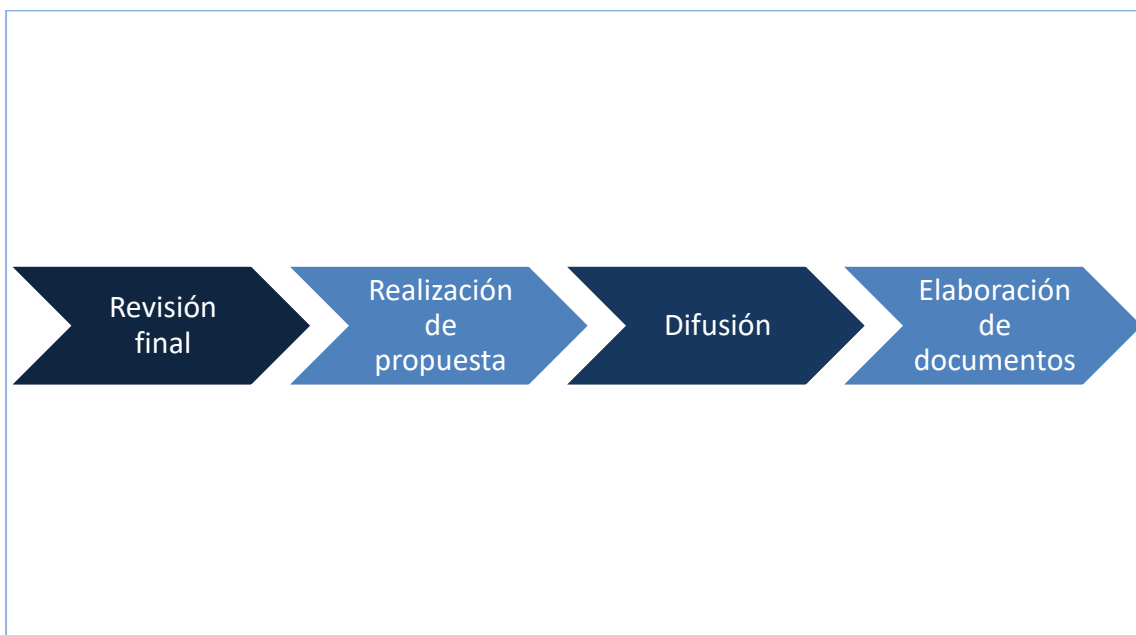 Revisión
final
Realización
de
propuesta
Difusión
Elaboración
de
documentos